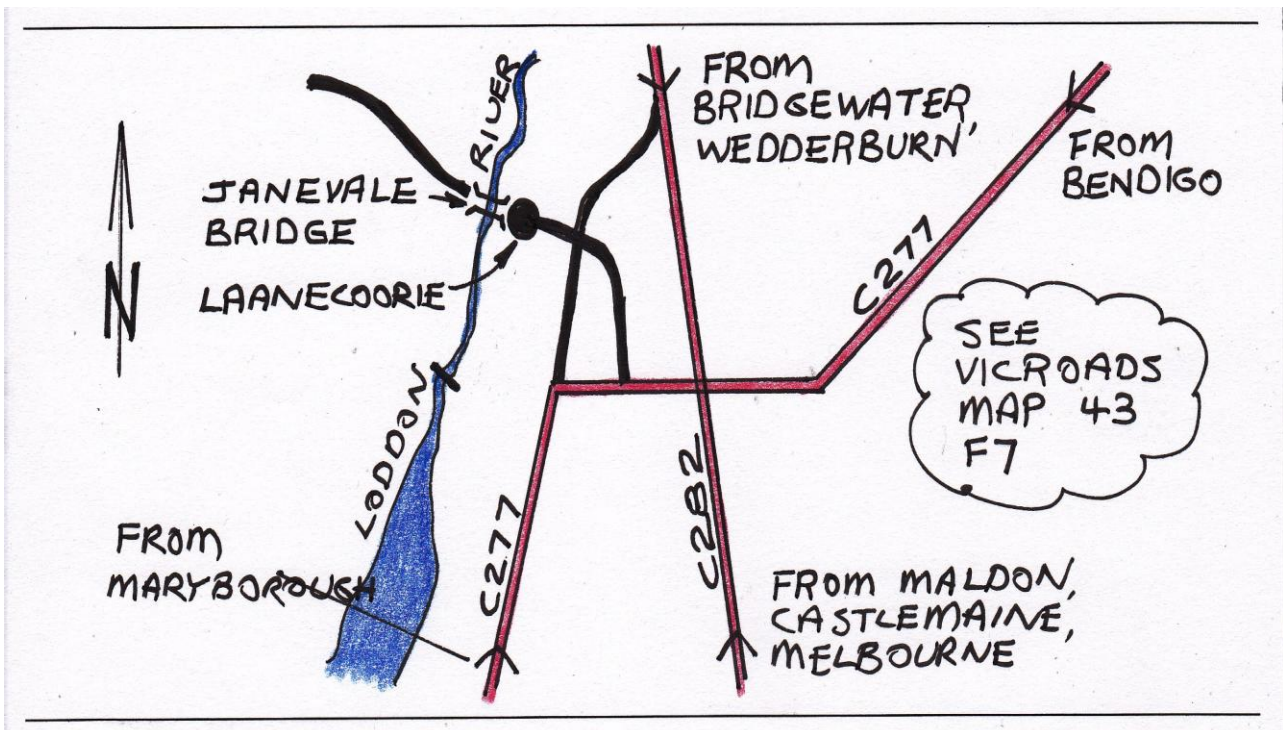 RIVER
FROM
BRIDGEWATER,
WEDDERBURN
FROM
BENDIGO
JANEVALE
BRIDGE
LAANECOORIE
N
C277
SEE
VICROADS
MAP 43
F7
LODDON
C277
C282
FROM
MARYBOROUGH
FROM MALDON,
CASTLEMAINE,
MELBOURNE